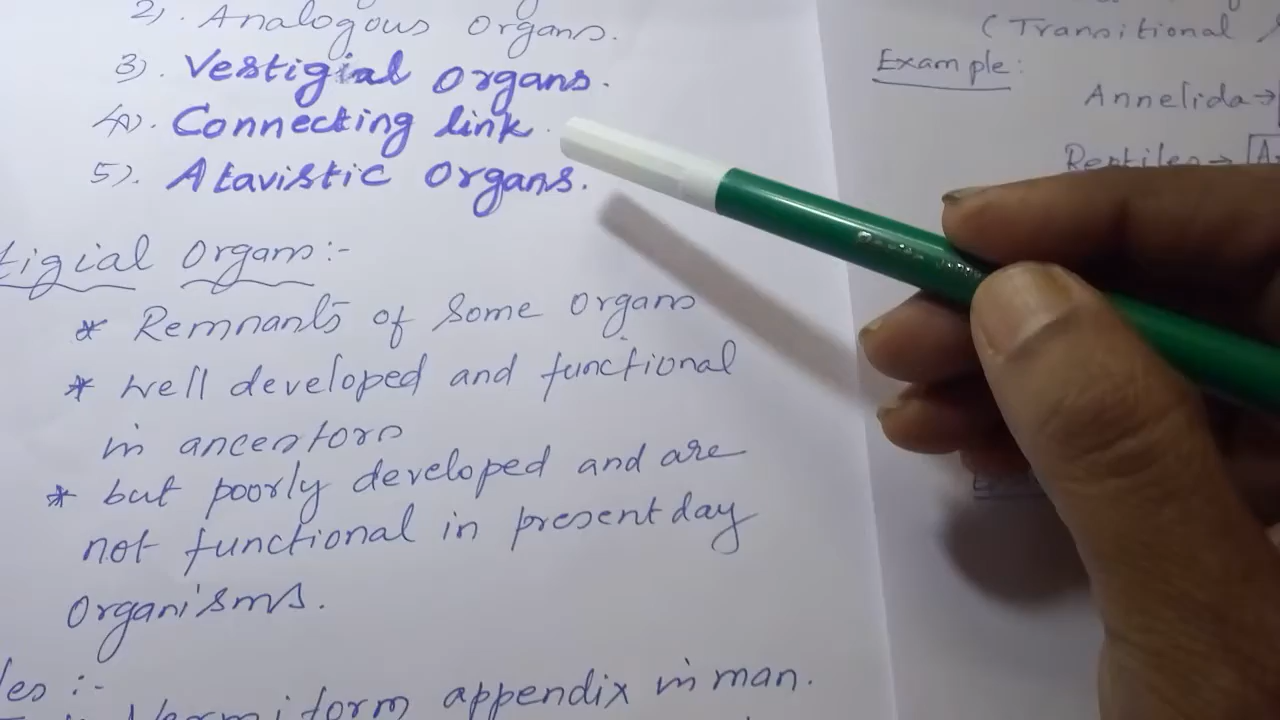 2). Analogous Organs.
3). Vestigial Organs.
4). Connecting link.
5). Atavistic Organs.
tigial Organs:-
* Remnants of some organs
* well developed and functional
in ancestors
* but poorly developed and are
not functional in present day
Organisms.
les :-
Vermiform appendix in man.
(Transitional
Example:
Annelida→
Reptiles→